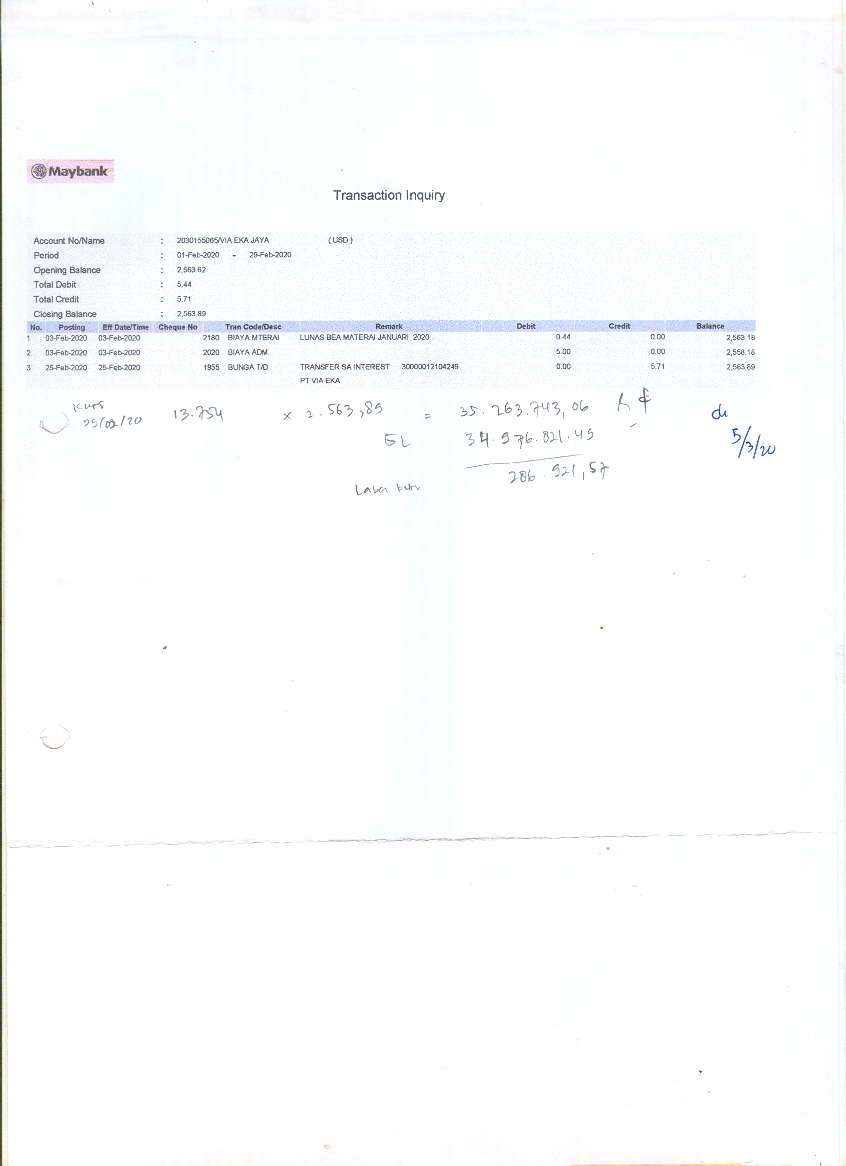 Maybank
Transaction Inquiry
Account No/Name : 2030155065/VIA EKA JAYA ( USD )
Period : 01-Feb-2020 - 29-Feb-2020
Opening Balance : 2,563.62
Total Debit : 5.44
Total Credit : 5.71
Closing Balance : 2,563.89
No. Posting Eff Date/Time Cheque No Tran Code/Desc Remark Debit Credit Balance
1 03-Feb-2020 03-Feb-2020 2180 BIAYA MTERAI LUNAS BEA MATERAI JANUARI 2020 0.44 0.00 2,563.18
2 03-Feb-2020 03-Feb-2020 2020 BIAYA ADM. 5.00 0.00 2,558.18
3 25-Feb-2020 25-Feb-2020 1955 BUNGA T/D TRANSFER SA INTEREST 30000012104249 0.00 5.71 2,563.89
PT VIA EKA
Kurs
29/02/20 13.754 x 2.563,89 = 35.263.743,06
GL 34.976.821.45
286.921,57
Laba kurs
5/3/20